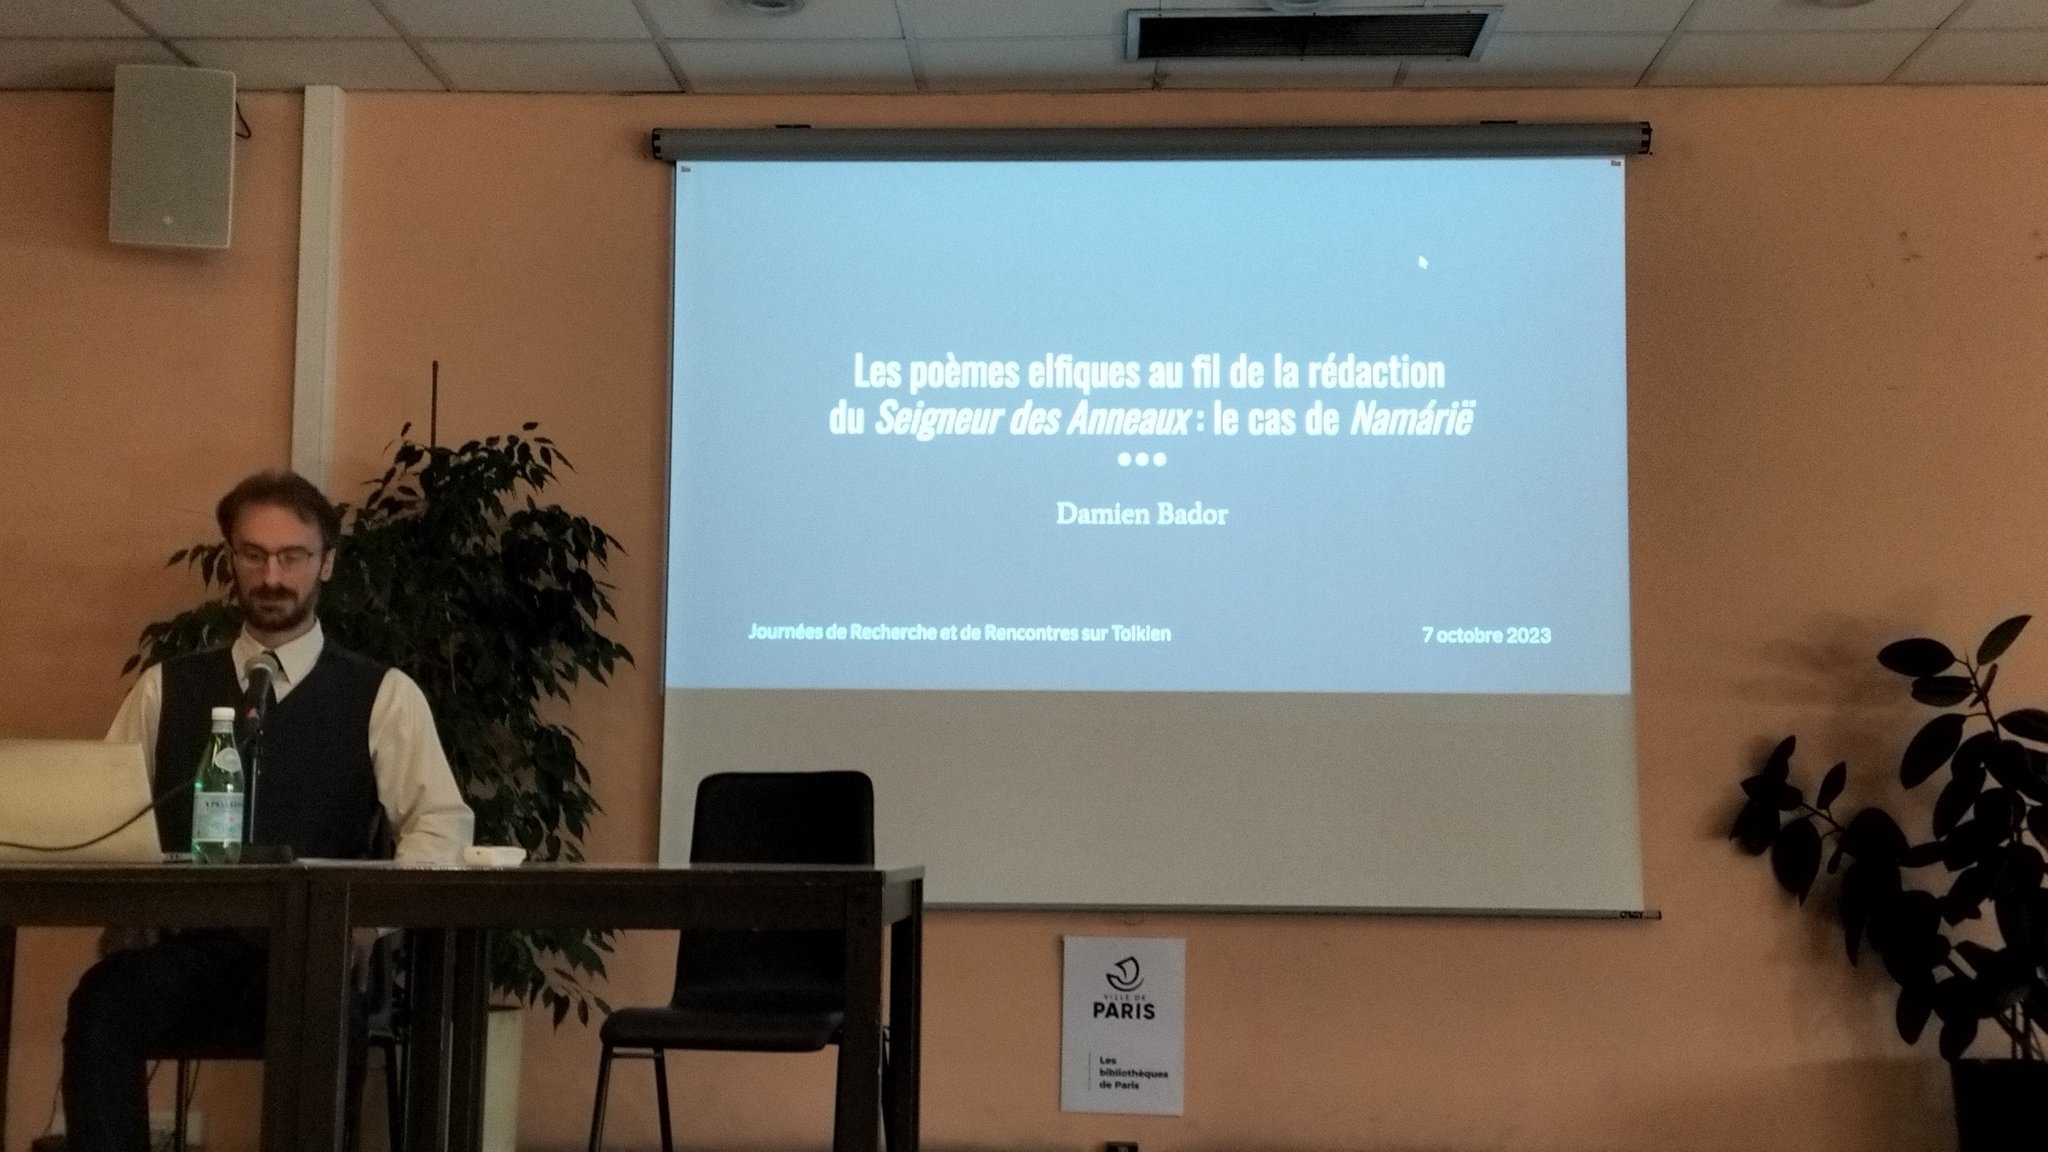 Les poèmes elfiques au fil de la rédaction
du Seigneur des Anneaux : le cas de Namárië
Damien Bador
Journées de Recherche et de Rencontres sur Tolkien
7 octobre 2023
VILLE DE
PARIS
Les
bibliothèques
de Paris